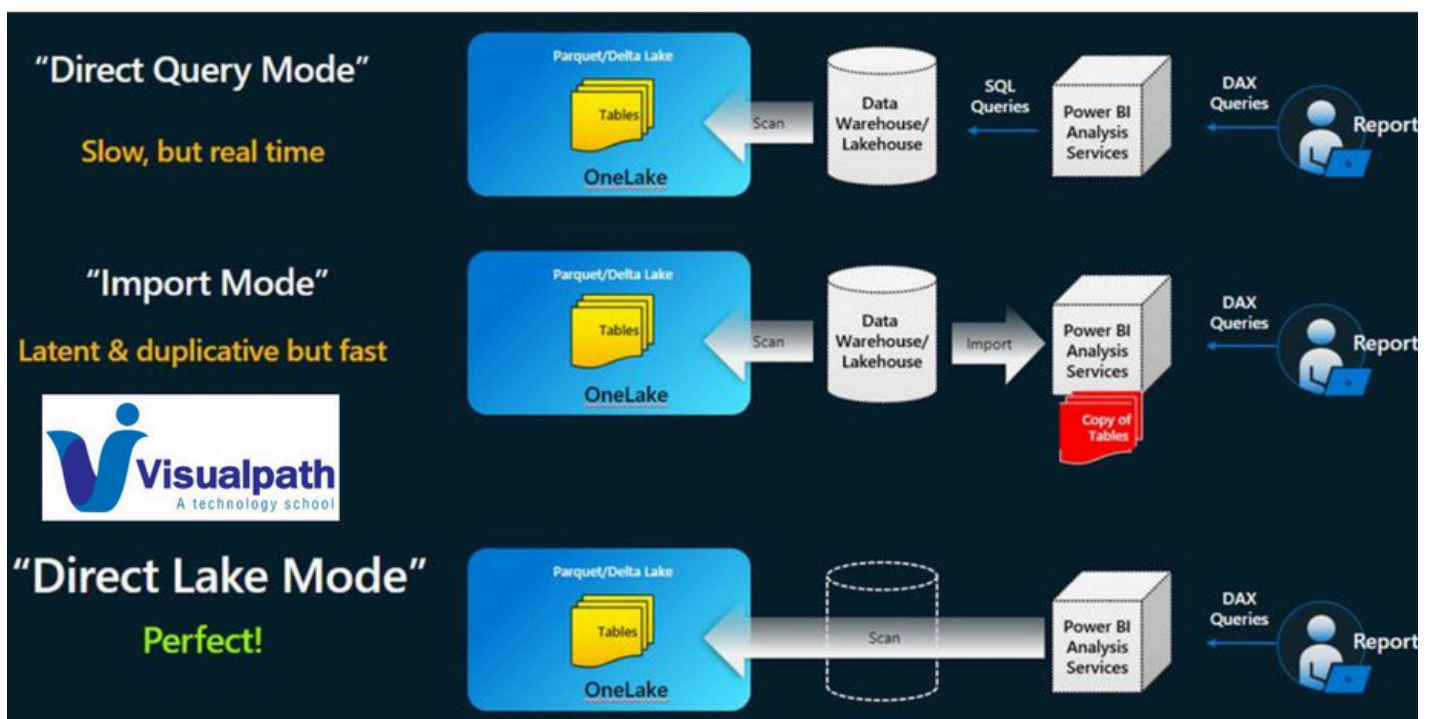 “Direct Query Mode”
Slow, but real time
Parquet/Delta Lake
Tables
OneLake
Scan
Data
Warehouse/
Lakehouse
SQL
Queries
Power BI
Analysis
Services
DAX
Queries
Report
“Import Mode”
Latent & duplicative but fast
Parquet/Delta Lake
Tables
OneLake
Scan
Data
Warehouse/
Lakehouse
Import
Power BI
Analysis
Services
Copy of
Tables
DAX
Queries
Report
Visualpath
A technology school
“Direct Lake Mode”
Perfect!
Parquet/Delta Lake
Tables
OneLake
Scan
Power BI
Analysis
Services
DAX
Queries
Report